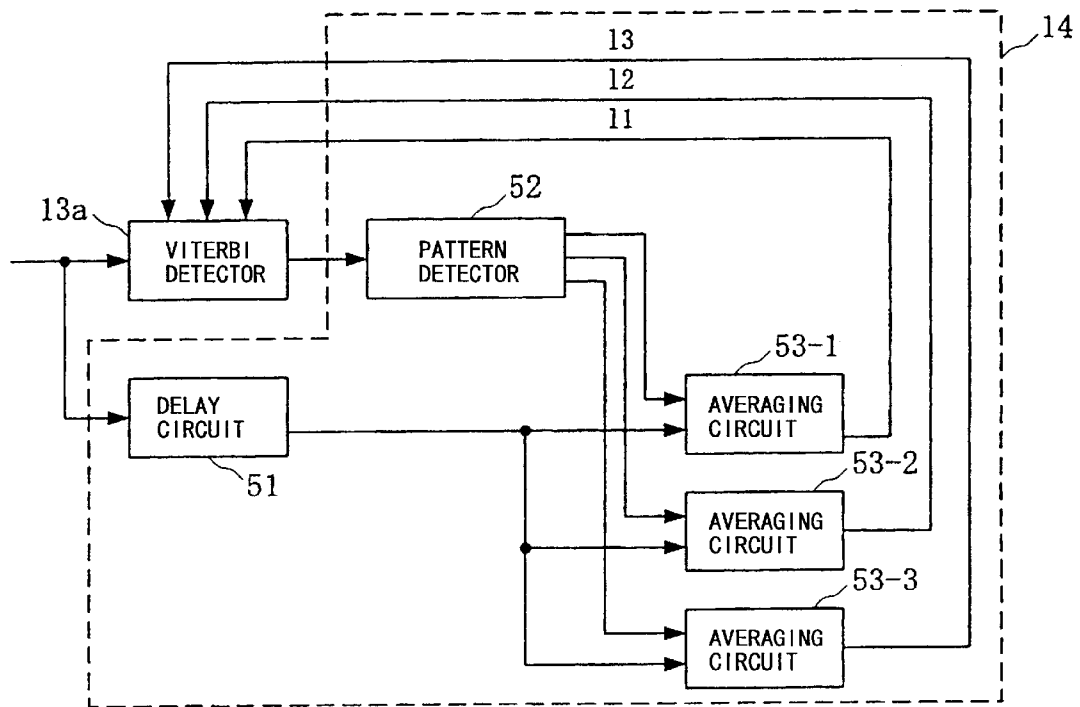 14
13
12
11
13a
52
VITERBI
DETECTOR
PATTERN
DETECTOR
53-1
DELAY
CIRCUIT
AVERAGING
CIRCUIT
51
53-2
AVERAGING
CIRCUIT
53-3
AVERAGING
CIRCUIT